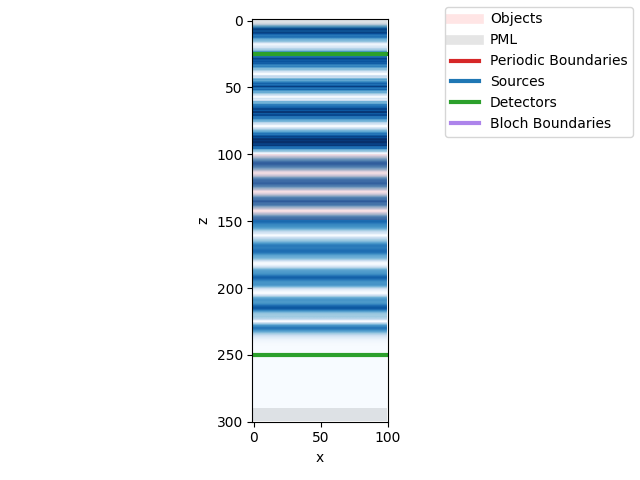 Objects
PML
Periodic Boundaries
Sources
Detectors
Bloch Boundaries
0
50
100
150
200
250
300
z
0
50
100
x